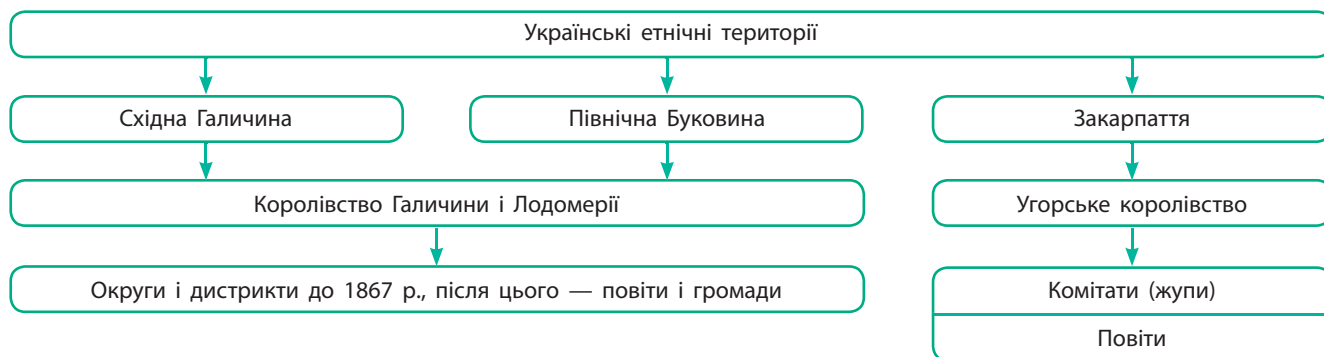 Українські етнічні території
Східна Галичина
Північна Буковина
Закарпаття
Королівство Галичини і Лодомерії
Угорське королівство
Округи і дистрикти до 1867 р., після цього — повіти і громади
Комітати (жупи)
Повіти